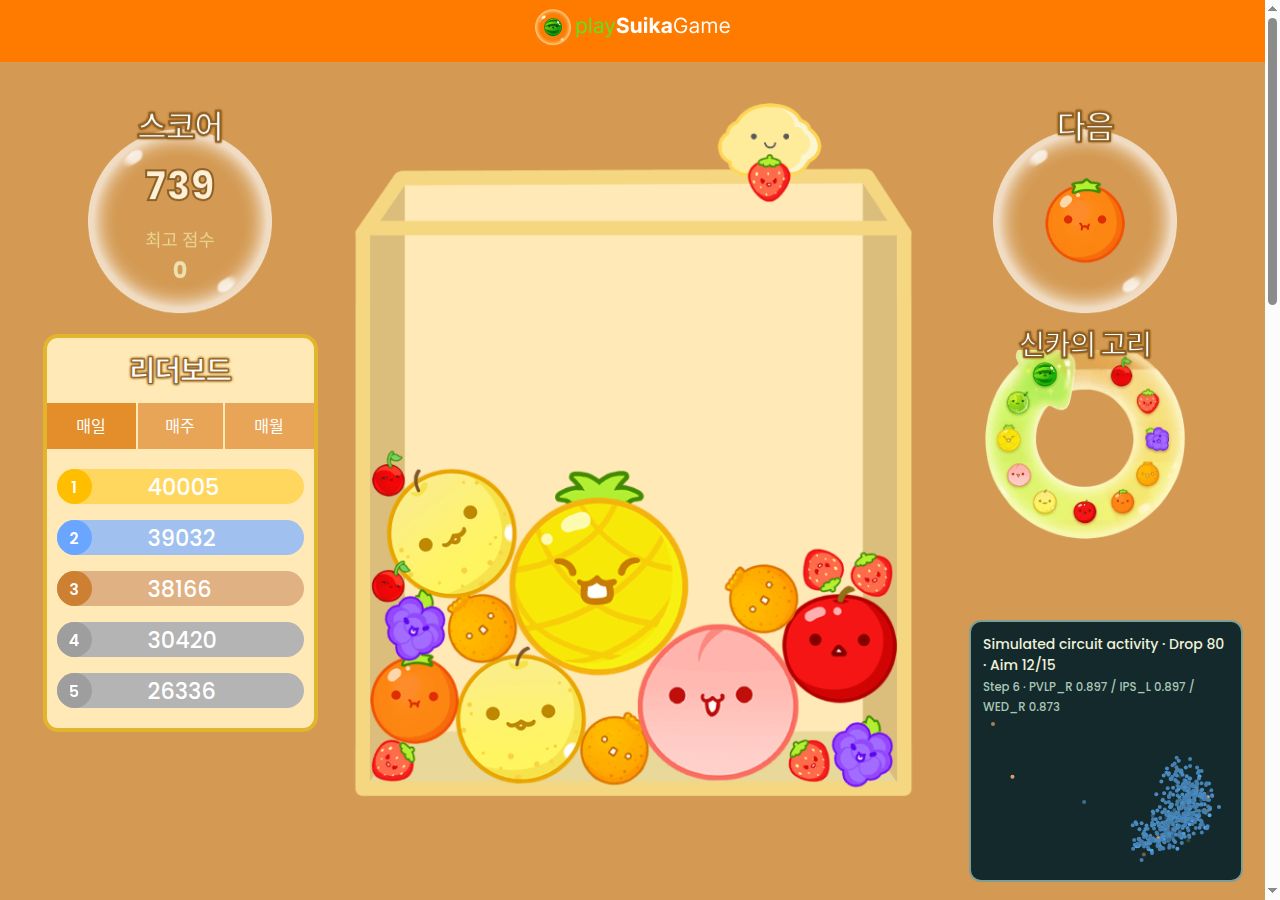 playSuikaGame
스코어
739
최고 점수
0
다음
신카의 고리
리더보드
매일 매주 매월
1 40005
2 39032
3 38166
4 30420
5 26336
Simulated circuit activity · Drop 80
· Aim 12/15
Step 6 · PVLP_R 0.897 / IPS_L 0.897 /
WED_R 0.873